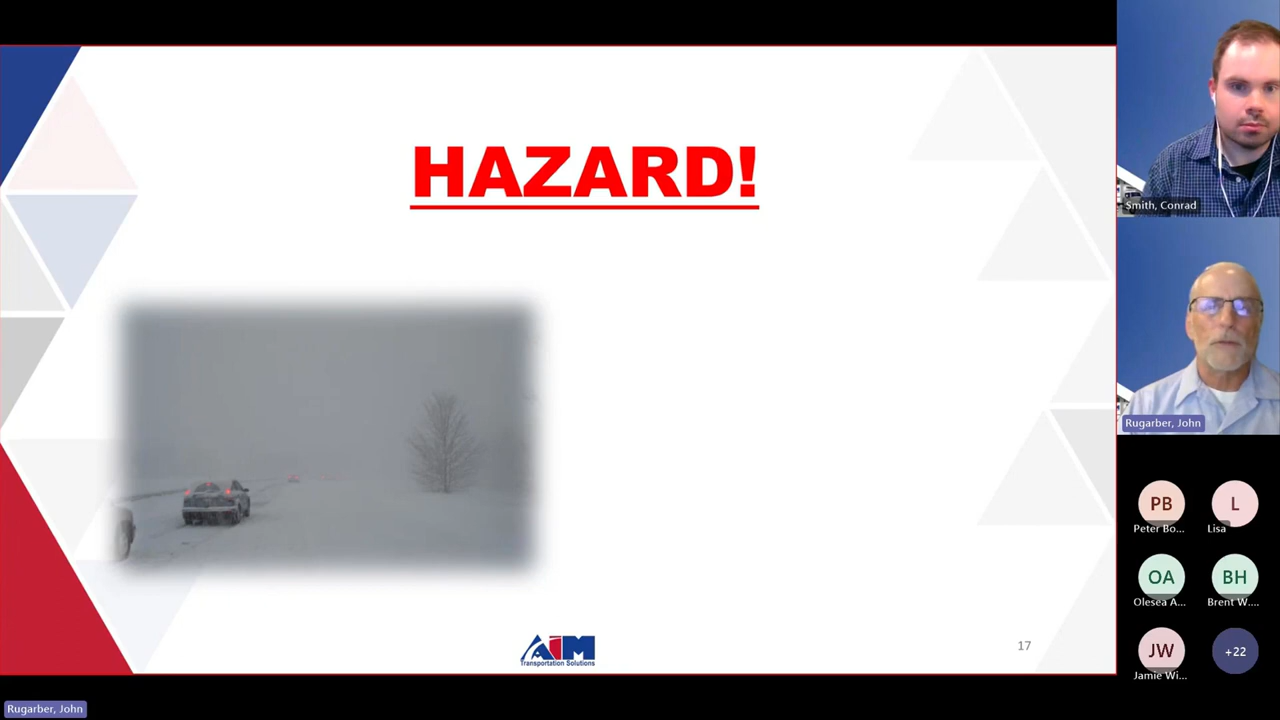 HAZARD!
AIM
Transportation Solutions
17
Smith, Conrad
Rugarber, John
PB
Peter Bo...
L
Lisa
OA
Olesea A...
BH
Brent W....
JW
Jamie Wi...
+22
Rugarber, John